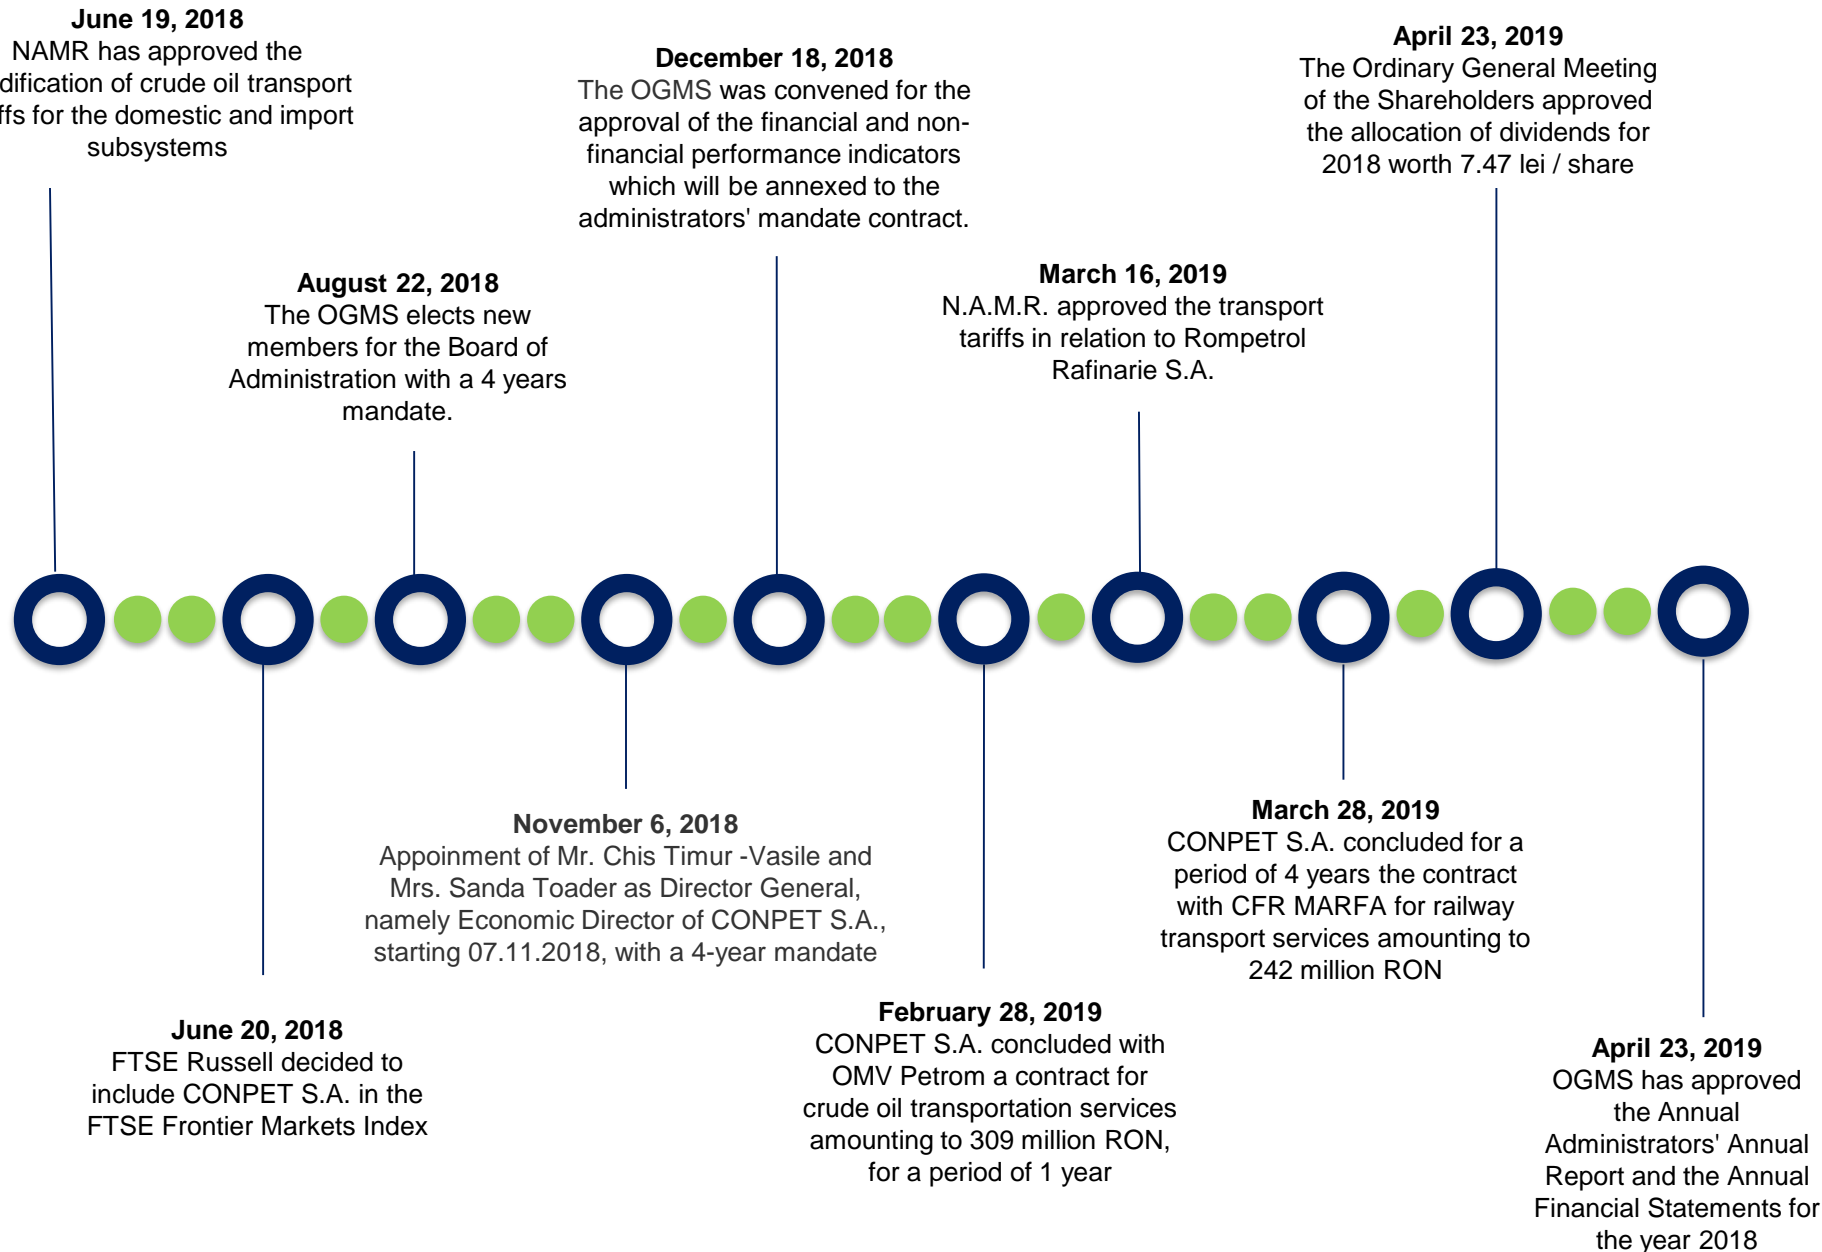 June 19, 2018
NAMR has approved the
dification of crude oil transport
ffs for the domestic and import
subsystems
December 18, 2018
The OGMS was convened for the
approval of the financial and non-
financial performance indicators
which will be annexed to the
administrators' mandate contract.
April 23, 2019
The Ordinary General Meeting
of the Shareholders approved
the allocation of dividends for
2018 worth 7.47 lei / share
August 22, 2018
The OGMS elects new
members for the Board of
Administration with a 4 years
mandate.
March 16, 2019
N.A.M.R. approved the transport
tariffs in relation to Rompetrol
Rafinarie S.A.
November 6, 2018
Appoinment of Mr. Chis Timur -Vasile and
Mrs. Sanda Toader as Director General,
namely Economic Director of CONPET S.A.,
starting 07.11.2018, with a 4-year mandate
March 28, 2019
CONPET S.A. concluded for a
period of 4 years the contract
with CFR MARFA for railway
transport services amounting to
242 million RON
June 20, 2018
FTSE Russell decided to
include CONPET S.A. in the
FTSE Frontier Markets Index
February 28, 2019
CONPET S.A. concluded with
OMV Petrom a contract for
crude oil transportation services
amounting to 309 million RON,
for a period of 1 year
April 23, 2019
OGMS has approved
the Annual
Administrators' Annual
Report and the Annual
Financial Statements for
the year 2018